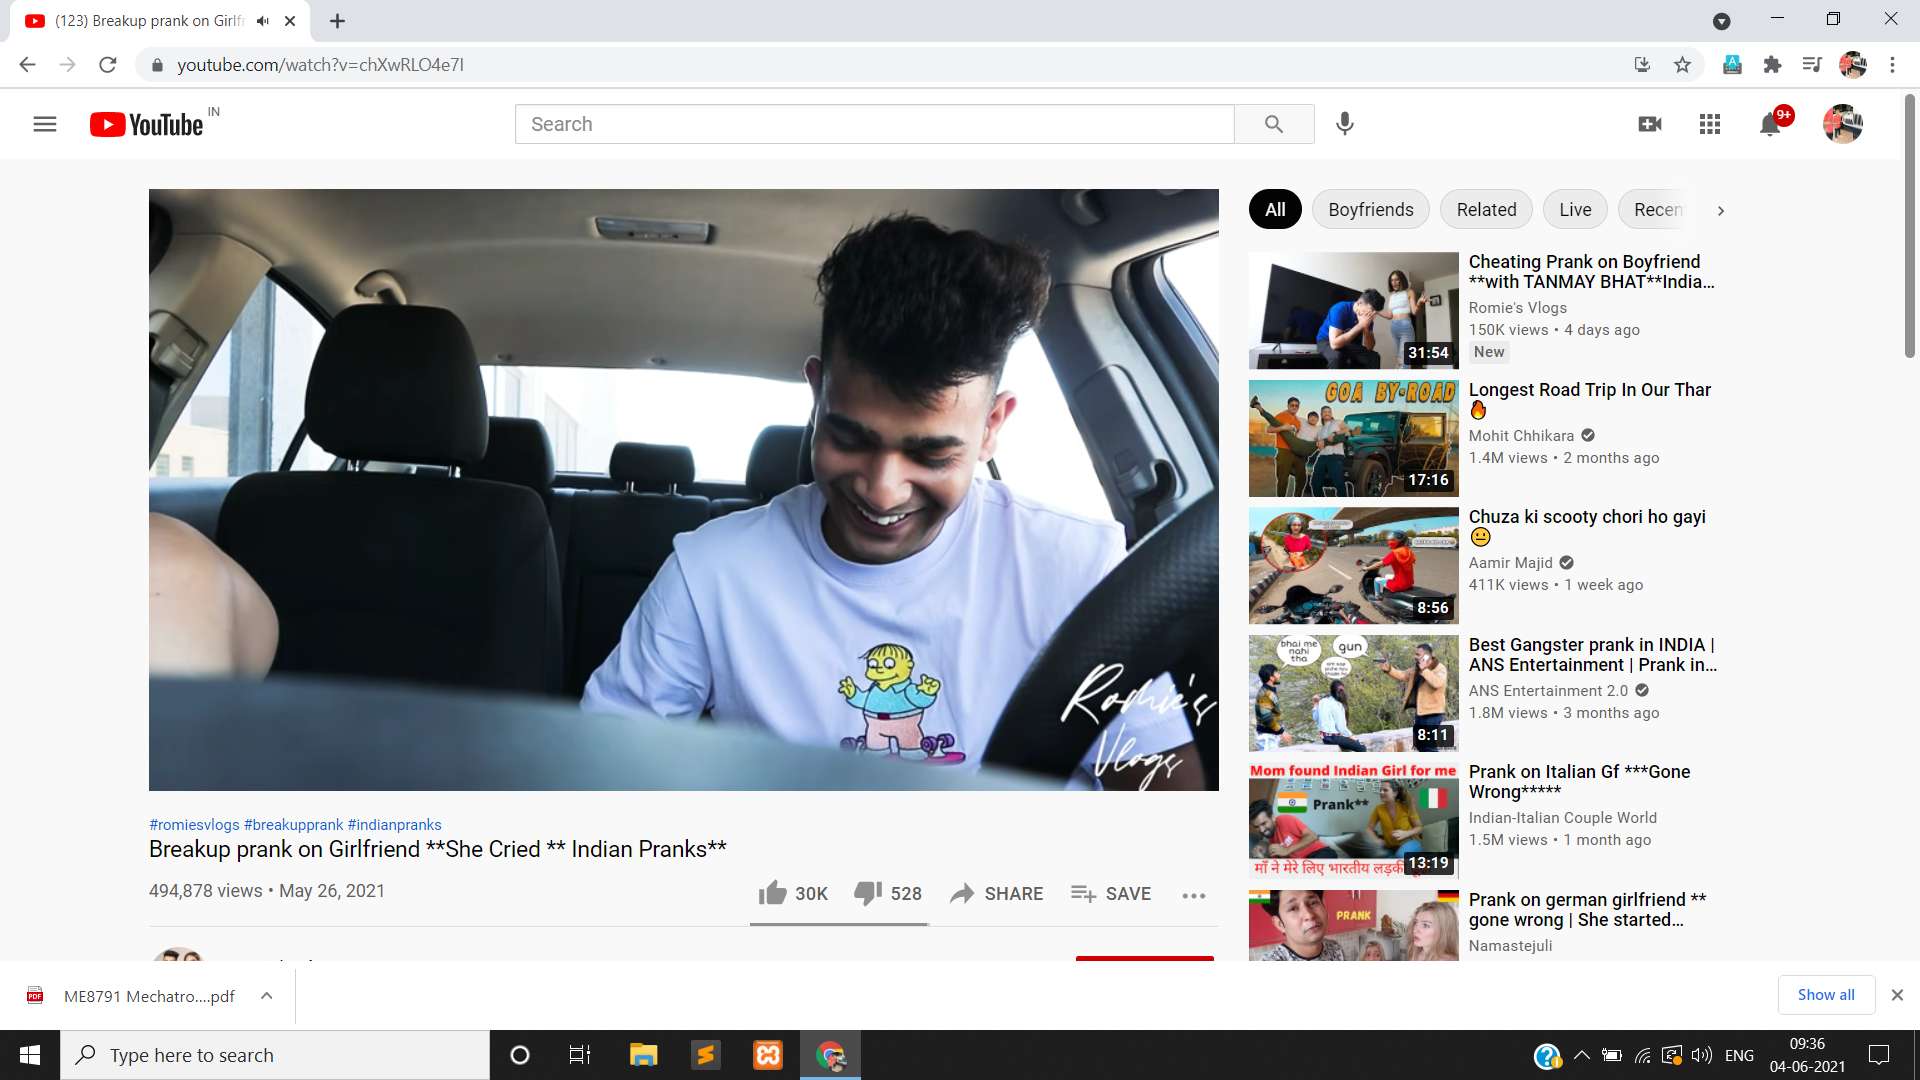 (123) Breakup prank on Girlf
youtube.com/watch?v=chXwRLO4e7I
YouTube IN
Search
9+
All
Boyfriends
Related
Live
Recen
Romie's
Vlogs
#romiesvlogs #breakupprank #indianpranks
Breakup prank on Girlfriend **She Cried ** Indian Pranks**
494,878 views • May 26, 2021
30K
528
SHARE
SAVE
31:54
Cheating Prank on Boyfriend
**with TANMAY BHAT**India...
Romie's Vlogs
150K views • 4 days ago
New
GOA BY-ROAD
17:16
Longest Road Trip In Our Thar
🔥
Mohit Chhikara
1.4M views • 2 months ago
8:56
Chuza ki scooty chori ho gayi
😐
Aamir Majid
411K views • 1 week ago
bhai me
nahi
tha
gun
8:11
Best Gangster prank in INDIA |
ANS Entertainment | Prank in...
ANS Entertainment 2.0
1.8M views • 3 months ago
Mom found Indian Girl for me
Prank**
माँ ने मेरे लिए भारतीय
13:19
Prank on Italian Gf ***Gone
Wrong*****
Indian-Italian Couple World
1.5M views • 1 month ago
PRANK
Prank on german girlfriend **
gone wrong | She started...
Namastejuli
PDF
ME8791 Mechatro....pdf
Show all
Type here to search
ENG
09:36
04-06-2021